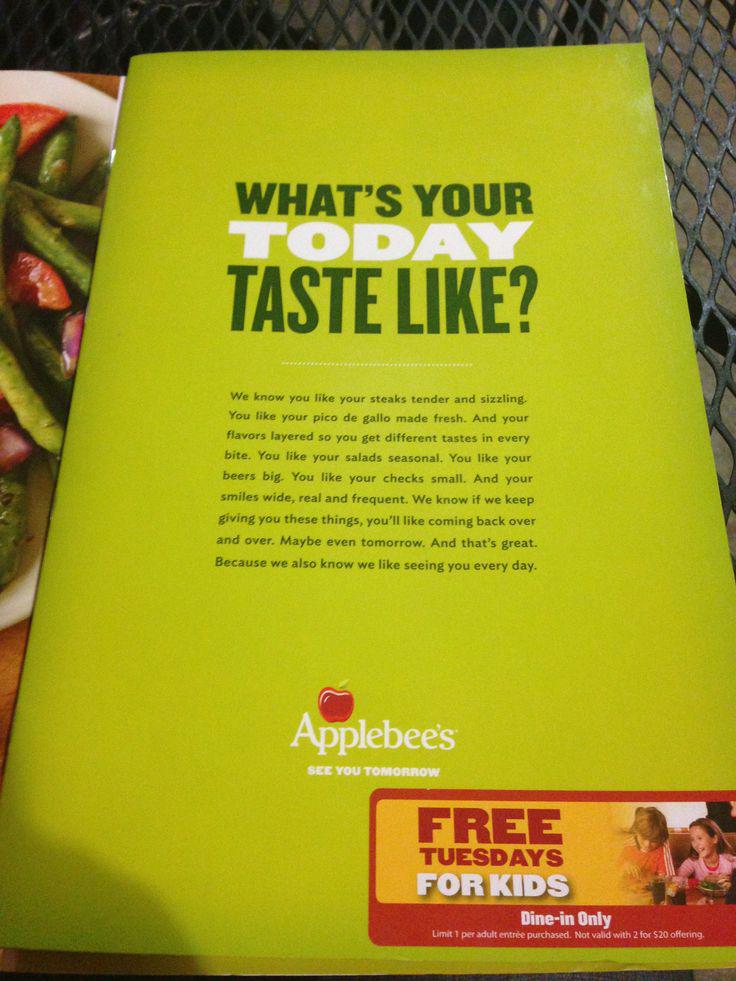 WHAT'S YOUR
TODAY
TASTE LIKE?
We know you like your steaks tender and sizzling.
You like your pico de gallo made fresh. And your
flavors layered so you get different tastes in every
bite. You like your salads seasonal. You like your
beers big. You like your checks small. And your
smiles wide, real and frequent. We know if we keep
giving you these things, you'll like coming back over
and over. Maybe even tomorrow. And that's great.
Because we also know we like seeing you every day.
Applebee's
SEE YOU TOMORROW
FREE
TUESDAYS
FOR KIDS
Dine-in Only
Limit 1 per adult entrée purchased. Not valid with 2 for $20 offering.